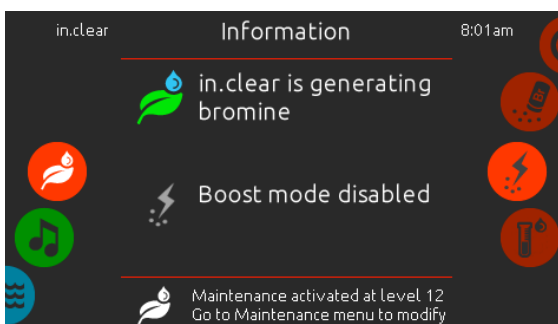 in.clear
Information
8:01am
in.clear is generating
bromine
Br
Boost mode disabled
Maintenance activated at level 12
Go to Maintenance menu to modify